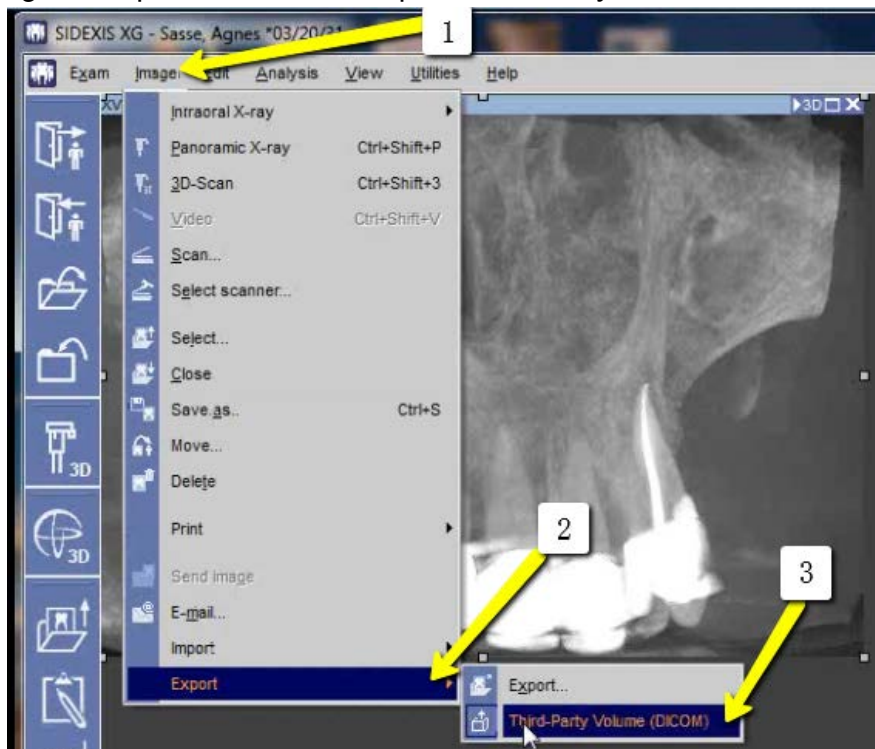 SIDEXIS XG - Sasse, Agnes *03/20/31
1
Exam Image Edit Analysis View Utilities Help
XV
3D
Intraoral X-ray
Panoramic X-ray Ctrl+Shift+P
3D-Scan Ctrl+Shift+3
Video Ctrl+Shift+V
Scan...
Select scanner...
Select...
Close
Save as.. Ctrl+S
Move...
3D
Delete
Print
2
3D
3
Send image
E-mail...
Import
Export
Export...
Third-Party Volume (DICOM)